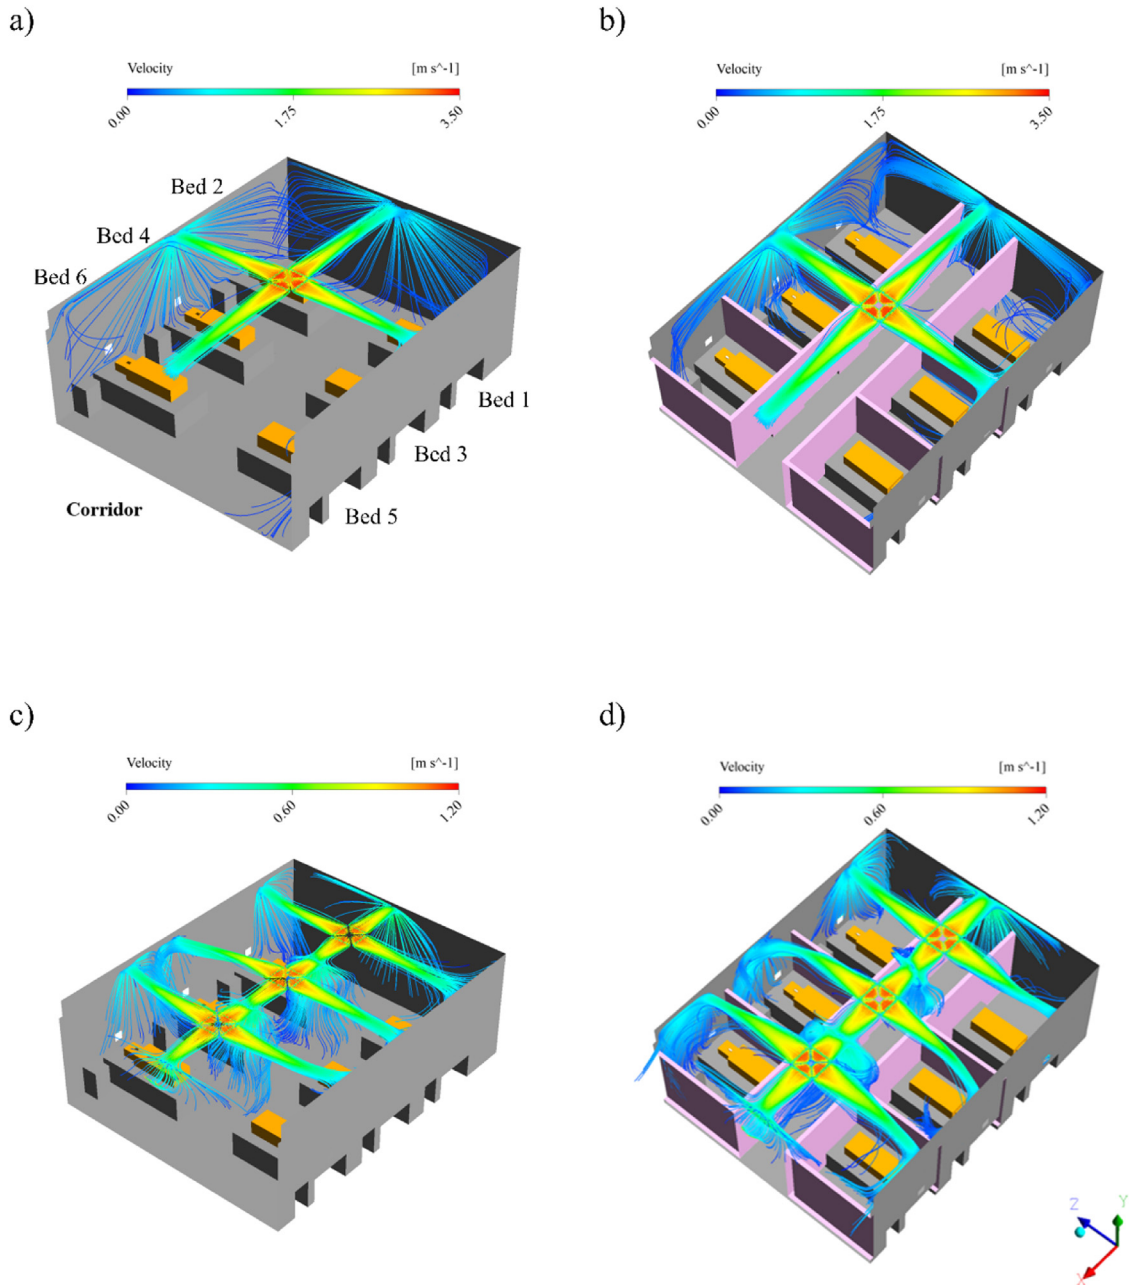 a)
b)
Velocity [m s^-1]
0.00 1.75 3.50
Velocity [m s^-1]
0.00 1.75 3.50
Bed 2
Bed 4
Bed 6
Bed 1
Bed 3
Bed 5
Corridor
c)
d)
Velocity [m s^-1]
0.00 0.60 1.20
Velocity [m s^-1]
0.00 0.60 1.20
Z
Y
X